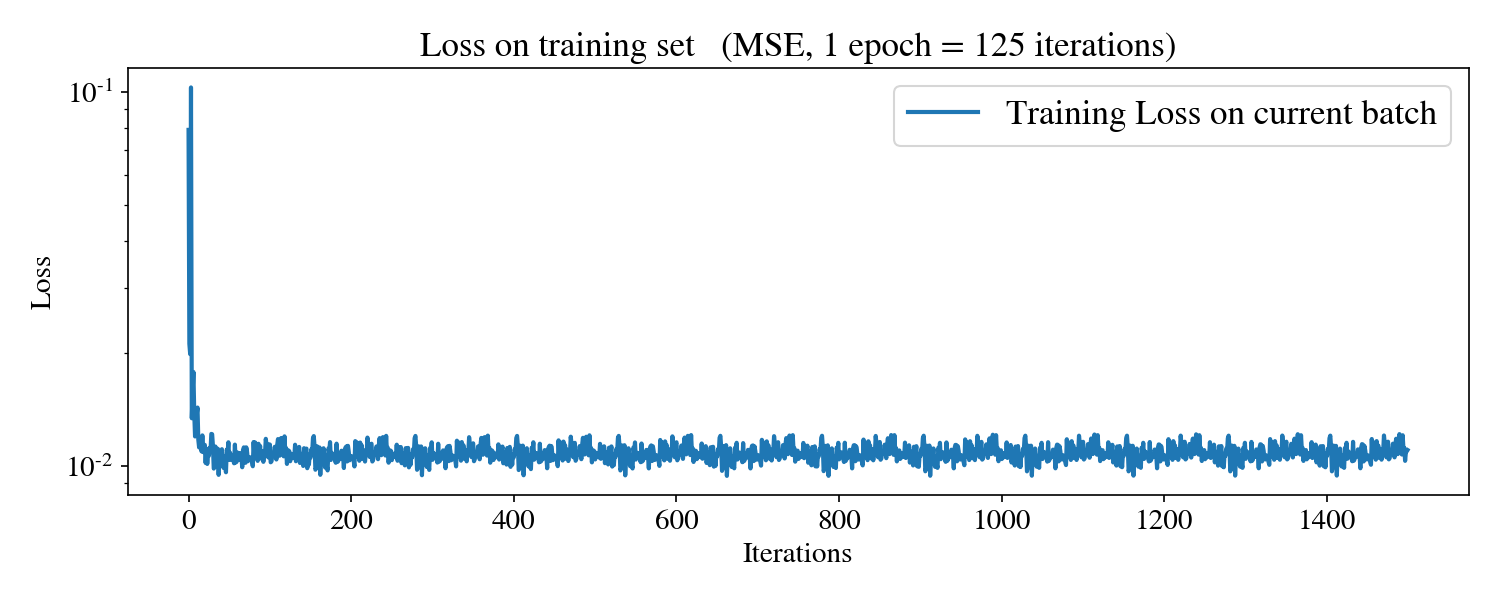 Loss on training set   (MSE, 1 epoch = 125 iterations)
Training Loss on current batch
Loss
10⁻¹
10⁻²
0 200 400 600 800 1000 1200 1400
Iterations